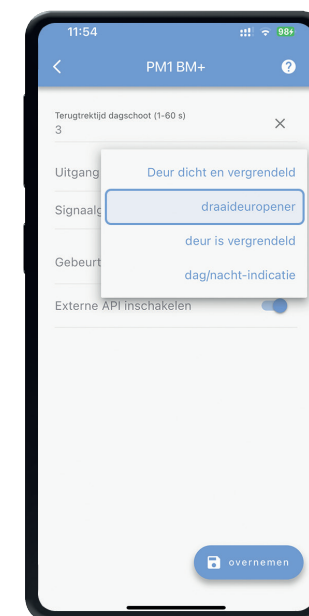 11:54
98
PM1 BM+
?
Terugtrektijd dagschoot (1-60 s)
3
Uitgang
Deur dicht en vergrendeld
draaideuropener
Signaalg
deur is vergrendeld
Gebeurt
dag/nacht-indicatie
Externe API inschakelen
overnemen